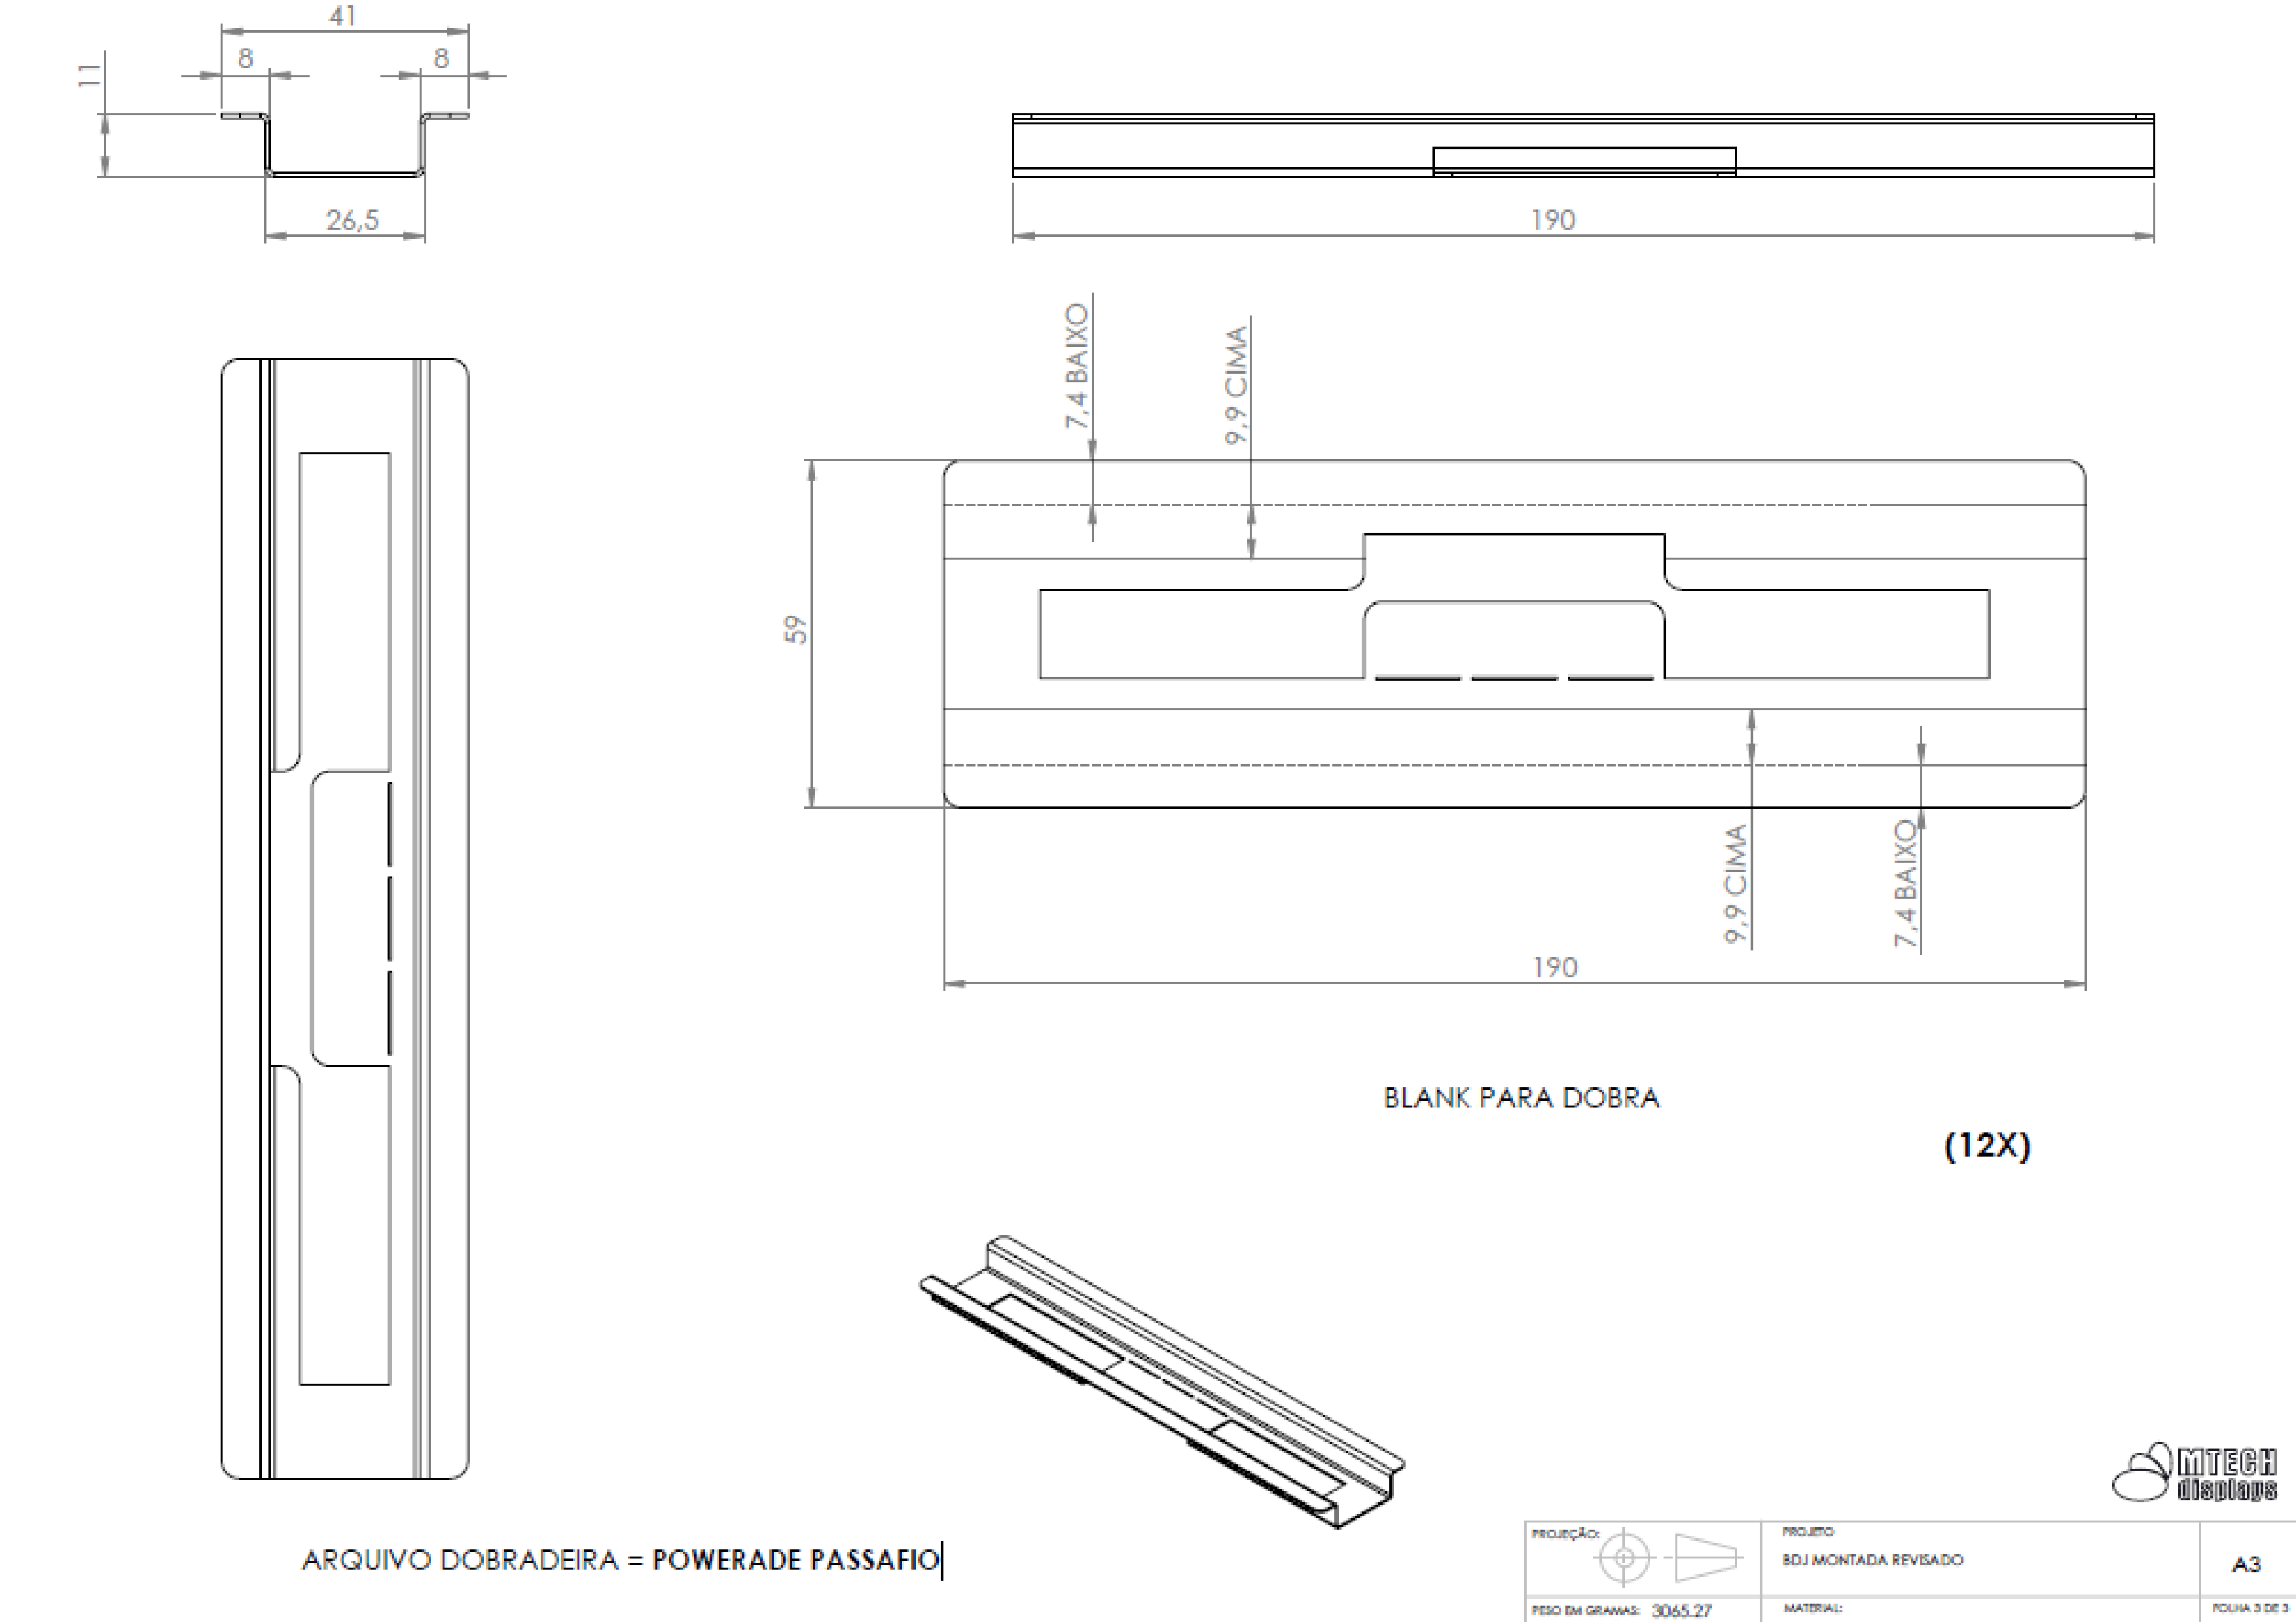 41
8
8
11
26,5
190
7,4 BAIXO
9,9 CIMA
59
9,9 CIMA
7,4 BAIXO
190
BLANK PARA DOBRA
(12X)
ARQUIVO DOBRADEIRA = POWERADE PASSAFIO
MTECH
displays
PROJEÇÃO:
PROJETO
BDJ MONTADA REVISADO
A3
PESO EM GRAMAS: 3065.27
MATERIAL:
FOLHA 3 DE 3